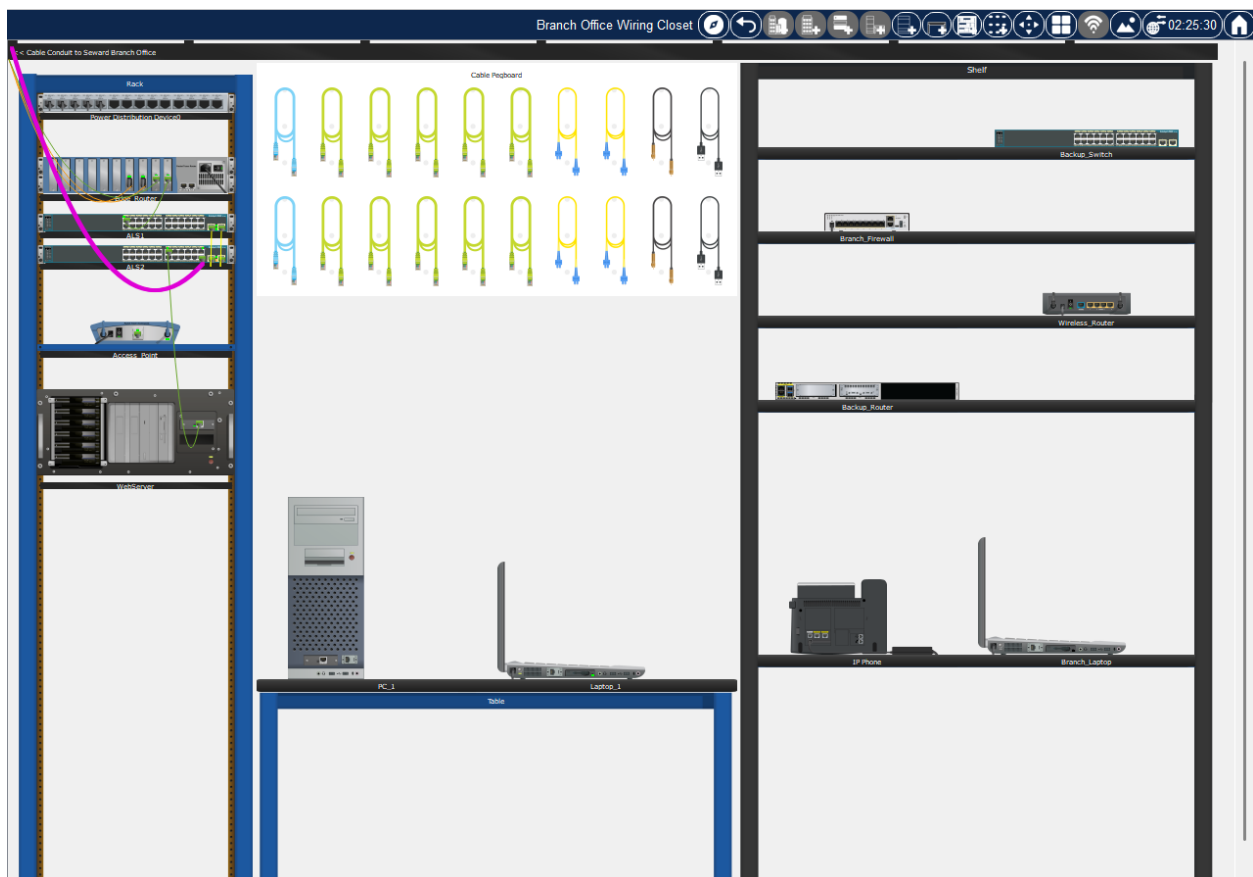 Branch Office Wiring Closet
02:25:30
<< Cable Conduit to Seward Branch Office
Rack
Cable Pegboard
Shelf
Power Distribution Device0
Edge_Router
ALS1
ALS2
Access_Point
WebServer
Backup_Switch
Branch_Firewall
Wireless_Router
Backup_Router
IP Phone
Branch_Laptop
PC_1
Laptop_1
Table